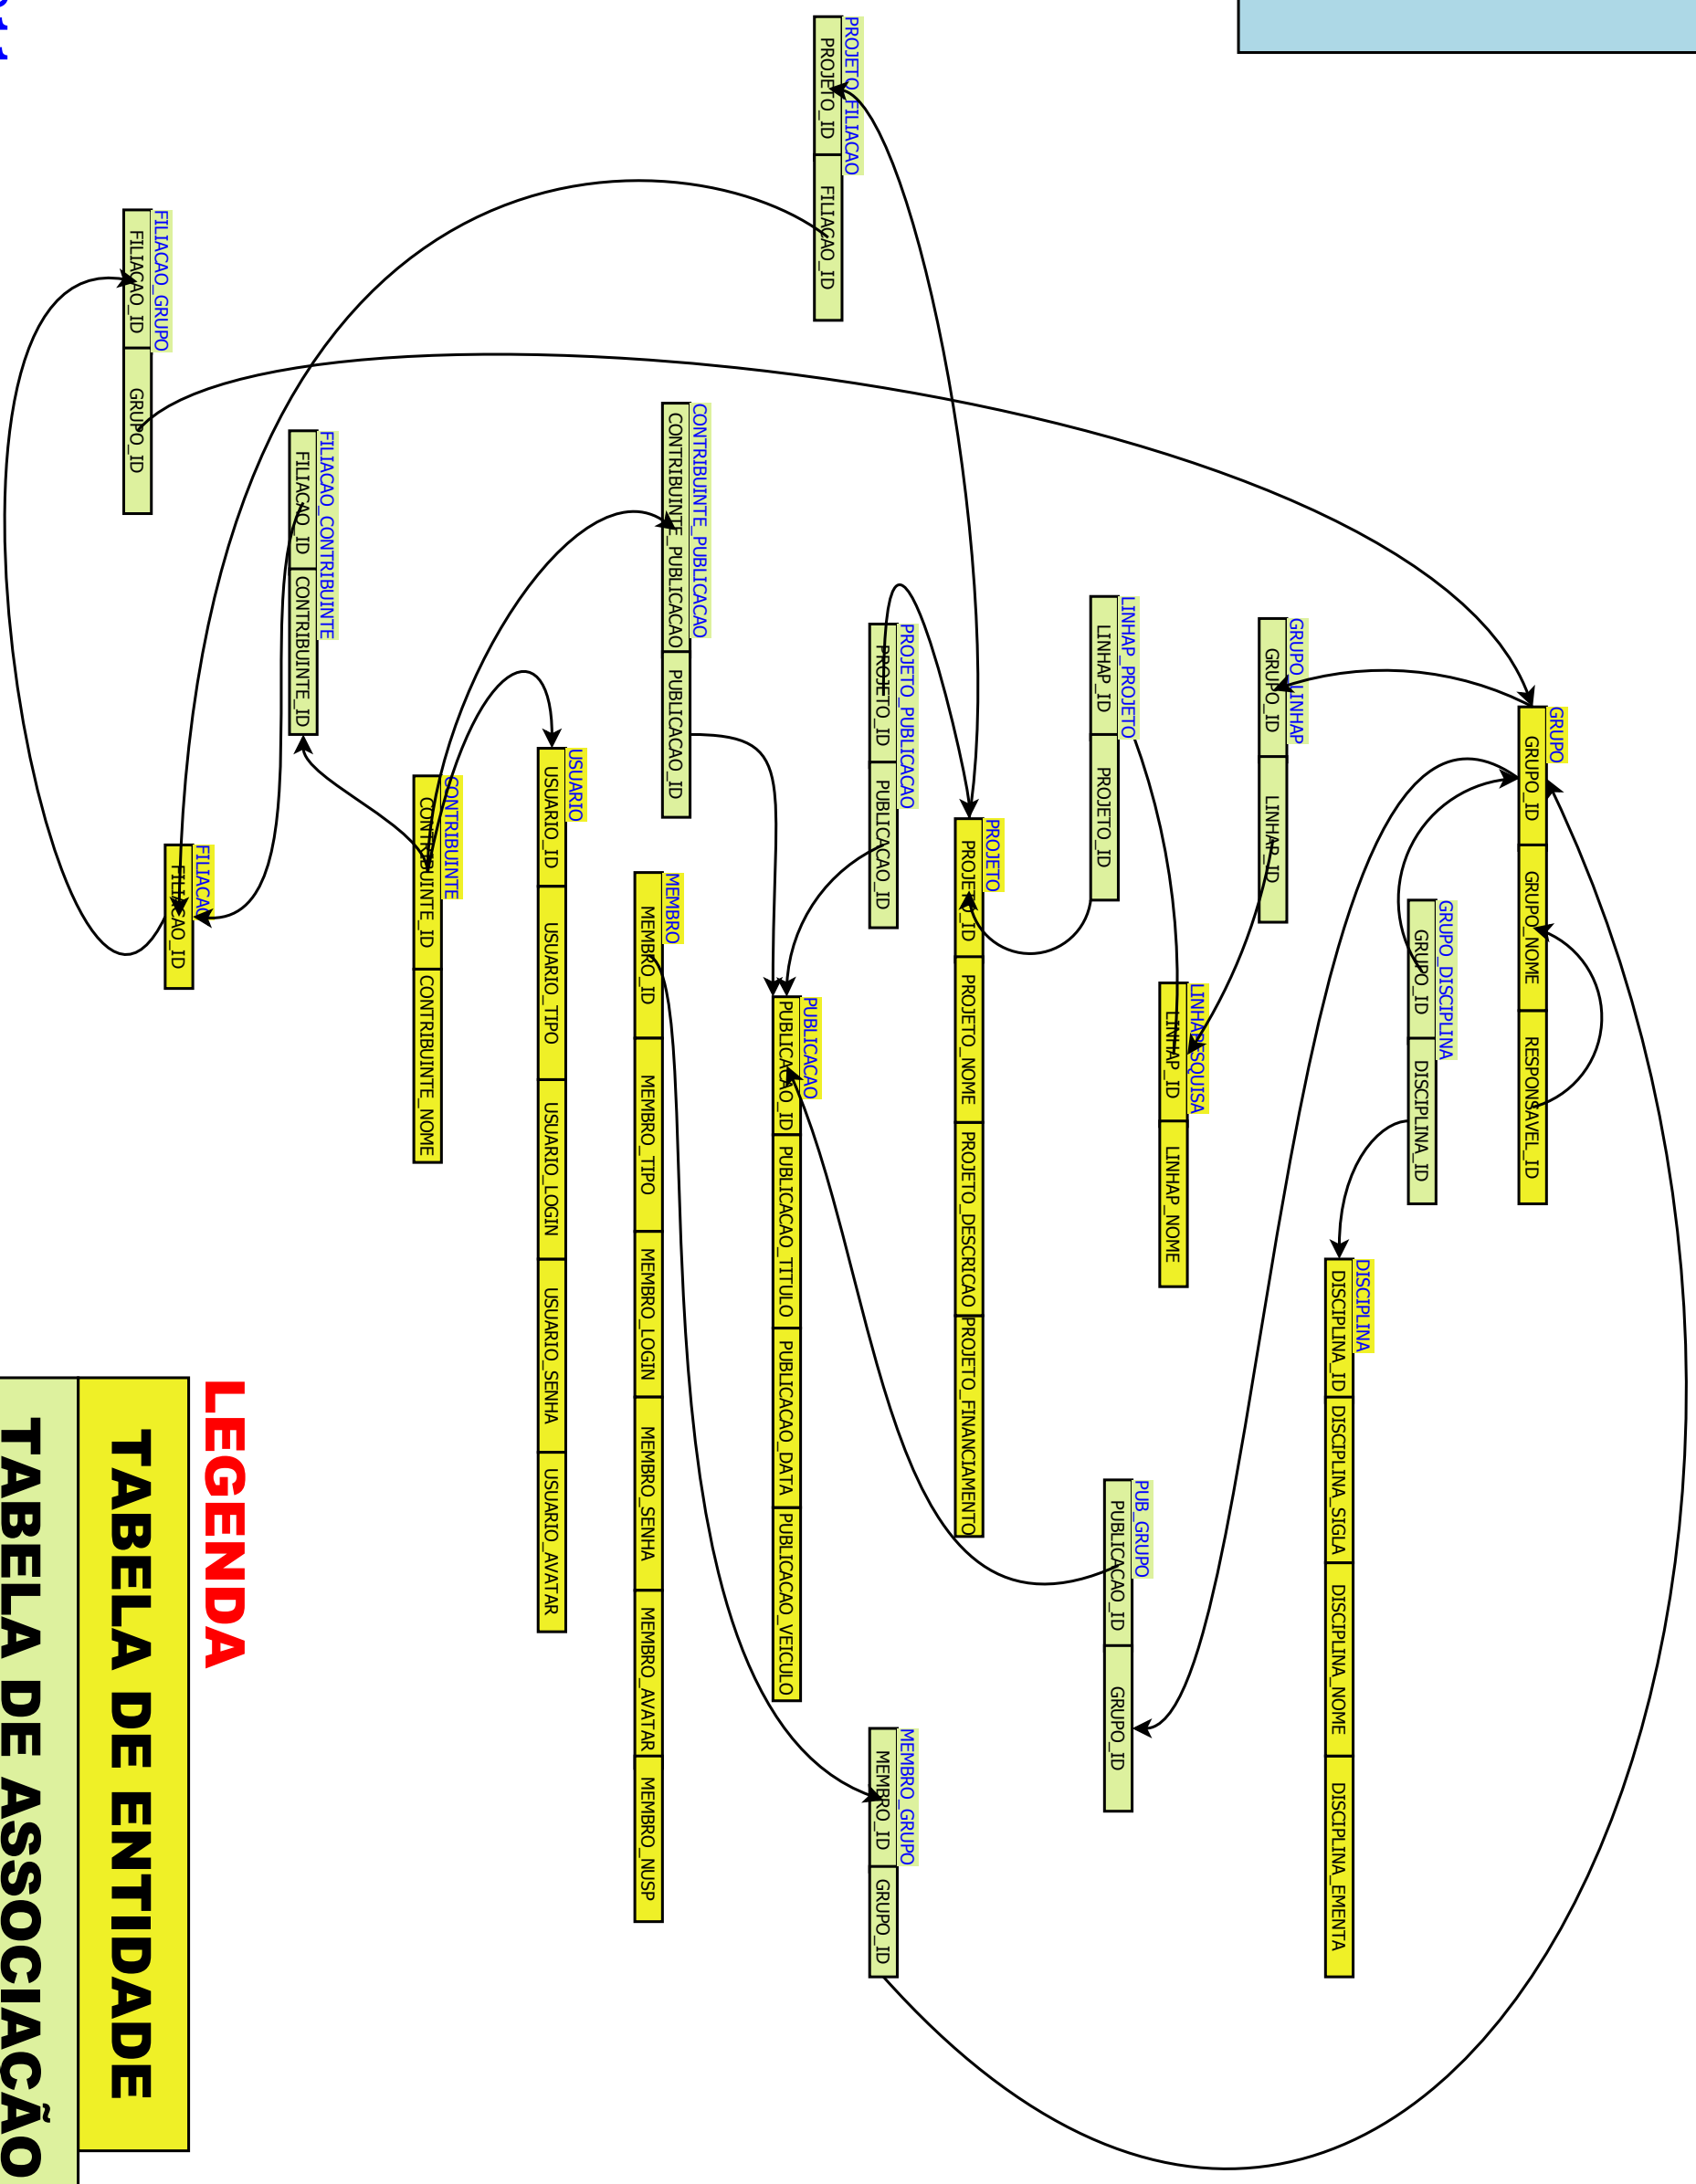 GRUPO
GRUPO_ID GRUPO_NOME RESPONSAVEL_ID
GRUPO_DISCIPLINA
GRUPO_ID DISCIPLINA_ID
DISCIPLINA
DISCIPLINA_ID DISCIPLINA_SIGLA DISCIPLINA_NOME DISCIPLINA_EMENTA
GRUPO_LINHAP
GRUPO_ID LINHAP_ID
LINHAPESQUISA
LINHAP_ID LINHAP_NOME
PUB_GRUPO
PUBLICACAO_ID GRUPO_ID
LINHAP_PROJETO
LINHAP_ID PROJETO_ID
PROJETO
PROJETO_ID PROJETO_NOME PROJETO_DESCRICAO PROJETO_FINANCIAMENTO
PROJETO_PUBLICACAO
PROJETO_ID PUBLICACAO_ID
MEMBRO_GRUPO
MEMBRO_ID GRUPO_ID
PROJETO_FILIACAO
PROJETO_ID FILIACAO_ID
PUBLICACAO
PUBLICACAO_ID PUBLICACAO_TITULO PUBLICACAO_DATA PUBLICACAO_VEICULO
CONTRIBUINTE_PUBLICACAO
CONTRIBUINTE_PUBLICACAO PUBLICACAO_ID
MEMBRO
MEMBRO_ID MEMBRO_TIPO MEMBRO_LOGIN MEMBRO_SENHA MEMBRO_AVATAR MEMBRO_NUSP
USUARIO
USUARIO_ID USUARIO_TIPO USUARIO_LOGIN USUARIO_SENHA USUARIO_AVATAR
CONTRIBUINTE
CONTRIBUINTE_ID CONTRIBUINTE_NOME
FILIACAO_CONTRIBUINTE
FILIACAO_ID CONTRIBUINTE_ID
FILIACAO
FILIACAO_ID
FILIACAO_GRUPO
FILIACAO_ID GRUPO_ID
LEGENDA
TABELA DE ENTIDADE
TABELA DE ASSOCIACÃO